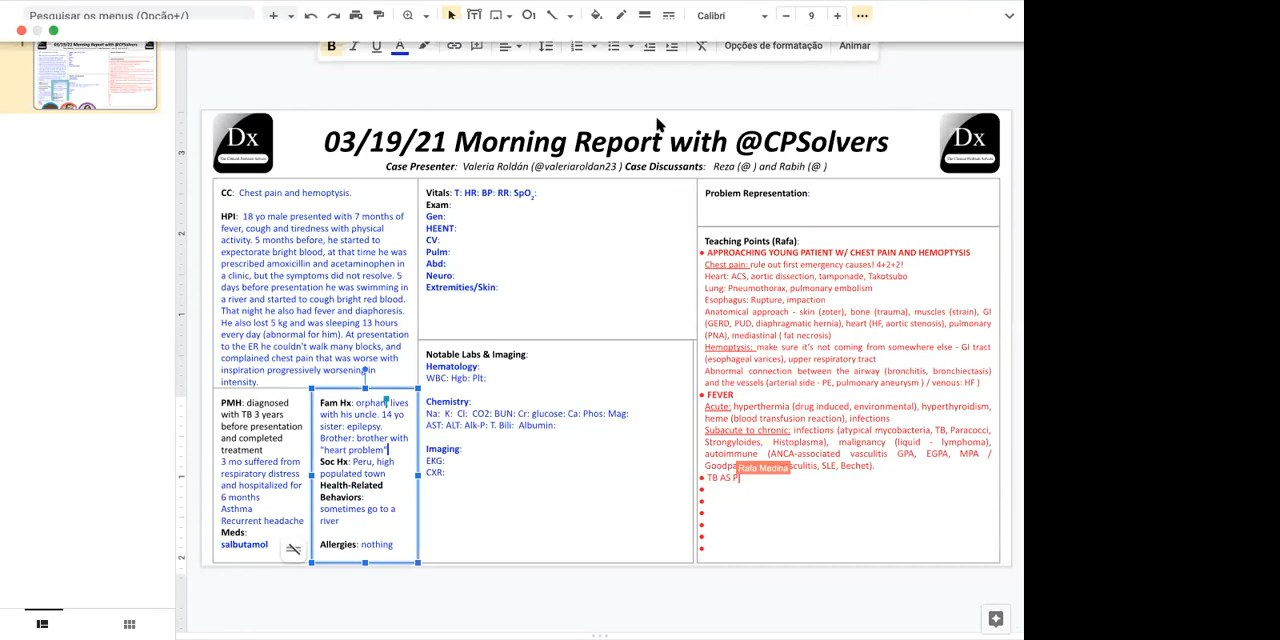 Pesquisar os menus (Opção+/)
Calibri
9
Opções de formatação
Animar
1
03/19/21 Morning Report with @CPSolvers
Dx
The Clinical Problem Solvers
Dx
The Clinical Problem Solvers
Case Presenter: Valeria Roldán (@valeriaroldan23 ) Case Discussants: Reza (@ ) and Rabih (@ )
CC: Chest pain and hemoptysis.
HPI: 18 yo male presented with 7 months of
fever, cough and tiredness with physical
activity. 5 months before, he started to
expectorate bright blood, at that time he was
prescribed amoxicillin and acetaminophen in
a clinic, but the symptoms did not resolve. 5
days before presentation he was swimming in
a river and started to cough bright red blood.
That night he also had fever and diaphoresis.
He also lost 5 kg and was sleeping 13 hours
every day (abnormal for him). At presentation
to the ER he couldn't walk many blocks, and
complained chest pain that was worse with
inspiration progressively worsening in
intensity.
PMH: diagnosed
with TB 3 years
before presentation
and completed
treatment
3 mo suffered from
respiratory distress
and hospitalized for
6 months
Asthma
Recurrent headache
Meds:
salbutamol
Fam Hx: orphan, lives
with his uncle. 14 yo
sister: epilepsy.
Brother: brother with
"heart problem"
Soc Hx: Peru, high
populated town
Health-Related
Behaviors:
sometimes go to a
river
Allergies: nothing
Vitals: T: HR: BP: RR: SpO2:
Exam:
Gen:
HEENT:
CV:
Pulm:
Abd:
Neuro:
Extremities/Skin:
Notable Labs & Imaging:
Hematology:
WBC: Hgb: Plt:
Chemistry:
Na: K: Cl: CO2: BUN: Cr: glucose: Ca: Phos: Mag:
AST: ALT: Alk-P: T. Bili: Albumin:
Imaging:
EKG:
CXR:
Problem Representation:
Teaching Points (Rafa):
● APPROACHING YOUNG PATIENT W/ CHEST PAIN AND HEMOPTYSIS
Chest pain: rule out first emergency causes! 4+2+2!
Heart: ACS, aortic dissection, tamponade, Takotsubo
Lung: Pneumothorax, pulmonary embolism
Esophagus: Rupture, impaction
Anatomical approach - skin (zoter), bone (trauma), muscles (strain), GI
(GERD, PUD, diaphragmatic hernia), heart (HF, aortic stenosis), pulmonary
(PNA), mediastinal ( fat necrosis)
Hemoptysis: make sure it's not coming from somewhere else - GI tract
(esophageal varices), upper respiratory tract
Abnormal connection between the airway (bronchitis, bronchiectasis)
and the vessels (arterial side - PE, pulmonary aneurysm ) / venous: HF )
● FEVER
Acute: hyperthermia (drug induced, environmental), hyperthyroidism,
heme (blood transfusion reaction), infections
Subacute to chronic: infections (atypical mycobacteria, TB, Paracocci,
Strongyloides, Histoplasma), malignancy (liquid - lymphoma),
autoimmune (ANCA-associated vasculitis GPA, EGPA, MPA /
Goodpa sculitis, SLE, Bechet).
Rafa Medina
● TB AS P